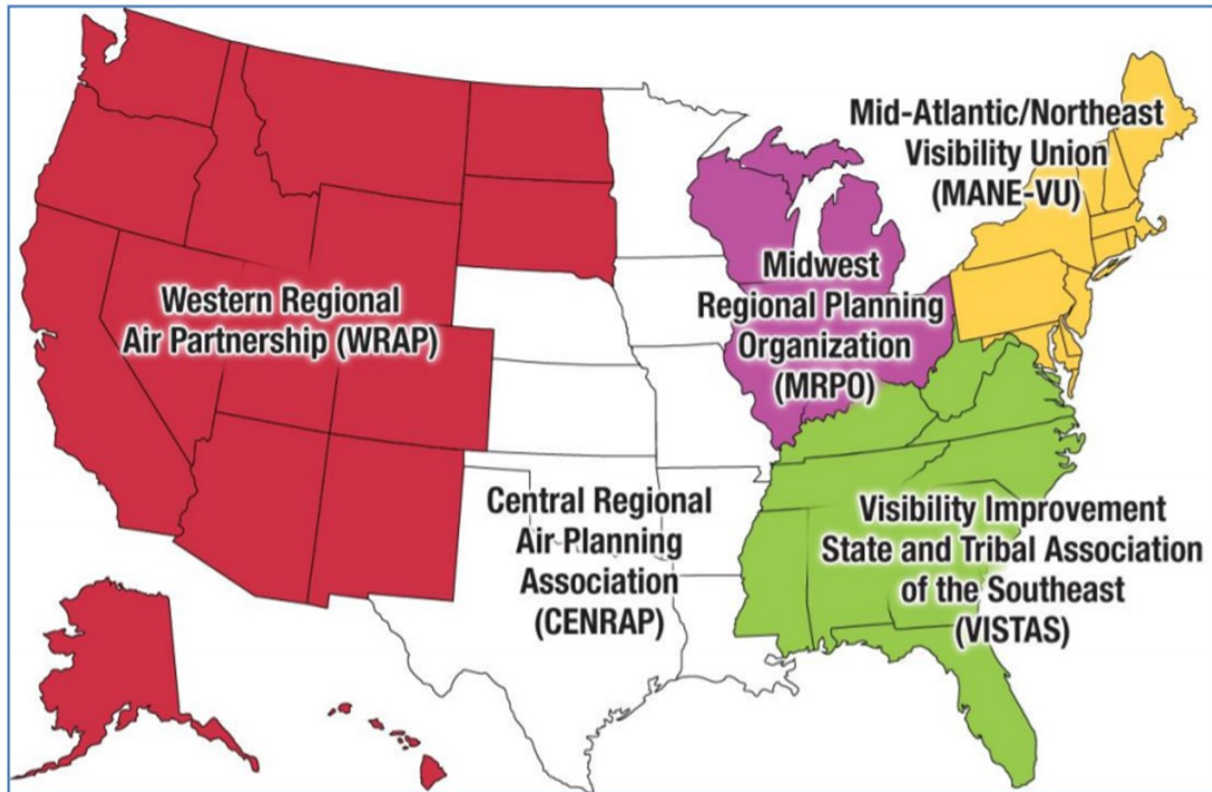 Mid-Atlantic/Northeast
Visibility Union
(MANE-VU)
Midwest
Regional Planning
Organization
(MRPO)
Western Regional
Air Partnership (WRAP)
Central Regional
Air Planning
Association
(CENRAP)
Visibility Improvement
State and Tribal Association
of the Southeast
(VISTAS)